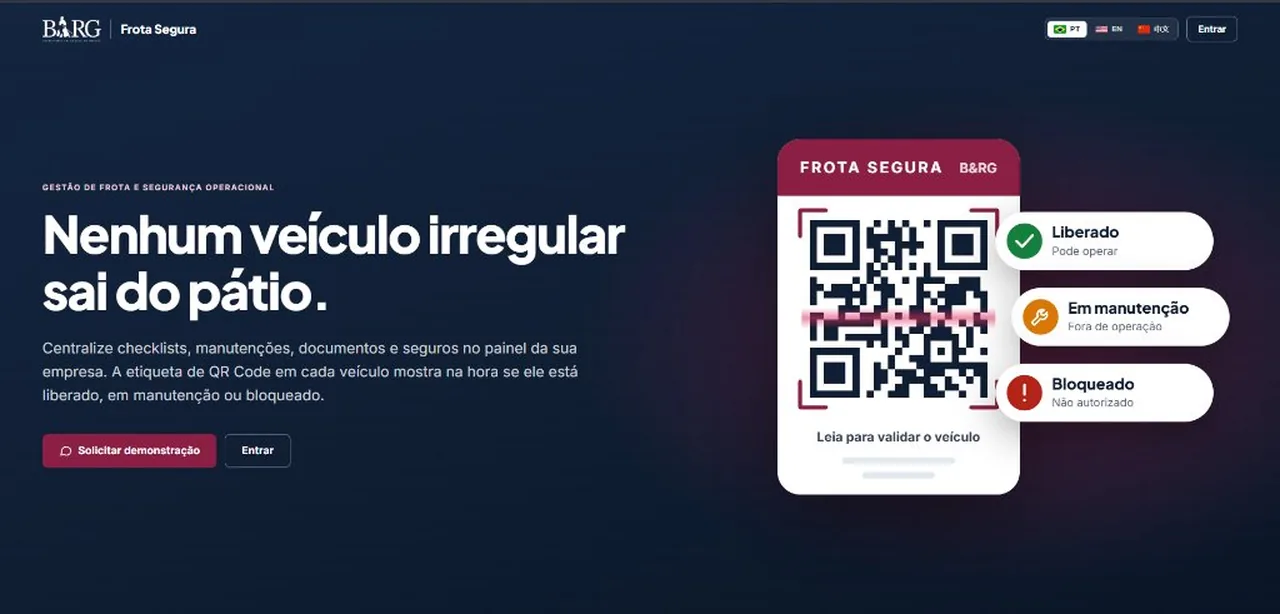 B&RG
Frota Segura
PT
EN
中文
Entrar
GESTÃO DE FROTA E SEGURANÇA OPERACIONAL
Nenhum veículo irregular
sai do pátio.
Centralize checklists, manutenções, documentos e seguros no painel da sua
empresa. A etiqueta de QR Code em cada veículo mostra na hora se ele está
liberado, em manutenção ou bloqueado.
Solicitar demonstração
Entrar
FROTA SEGURA B&RG
Liberado
Pode operar
Em manutenção
Fora de operação
Bloqueado
Não autorizado
Leia para validar o veículo